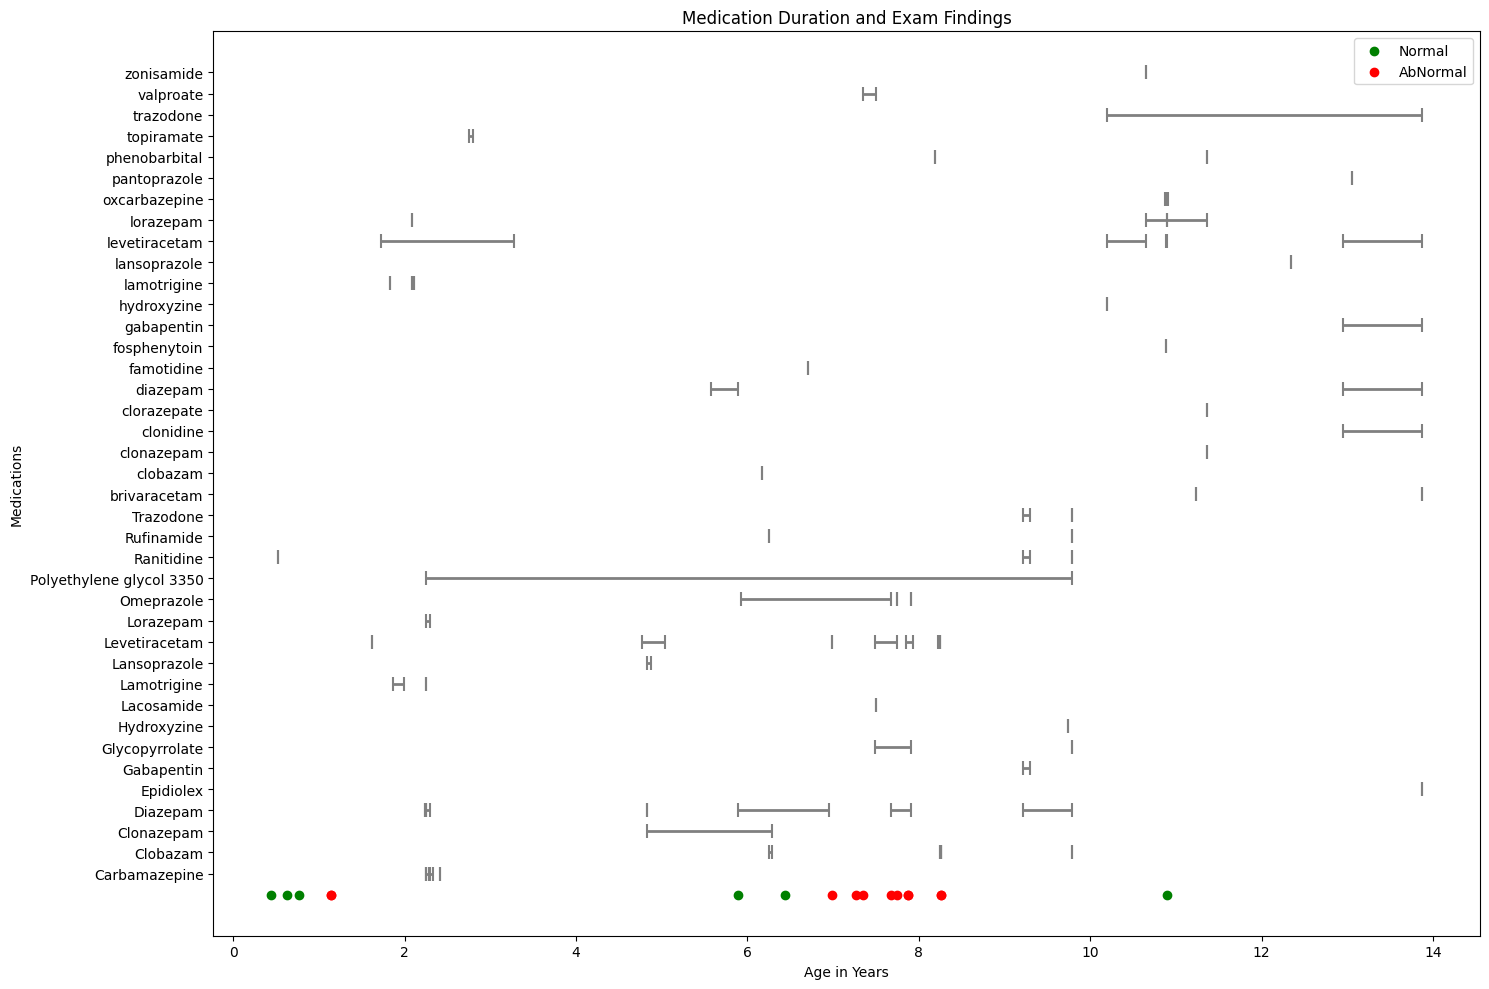 Medication Duration and Exam Findings
Normal
AbNormal
zonisamide
valproate
trazodone
topiramate
phenobarbital
pantoprazole
oxcarbazepine
lorazepam
levetiracetam
lansoprazole
lamotrigine
hydroxyzine
gabapentin
fosphenytoin
famotidine
diazepam
clorazepate
clonidine
clonazepam
clobazam
brivaracetam
Trazodone
Rufinamide
Ranitidine
Polyethylene glycol 3350
Omeprazole
Lorazepam
Levetiracetam
Lansoprazole
Lamotrigine
Lacosamide
Hydroxyzine
Glycopyrrolate
Gabapentin
Epidiolex
Diazepam
Clonazepam
Clobazam
Carbamazepine
Medications
0 2 4 6 8 10 12 14
Age in Years